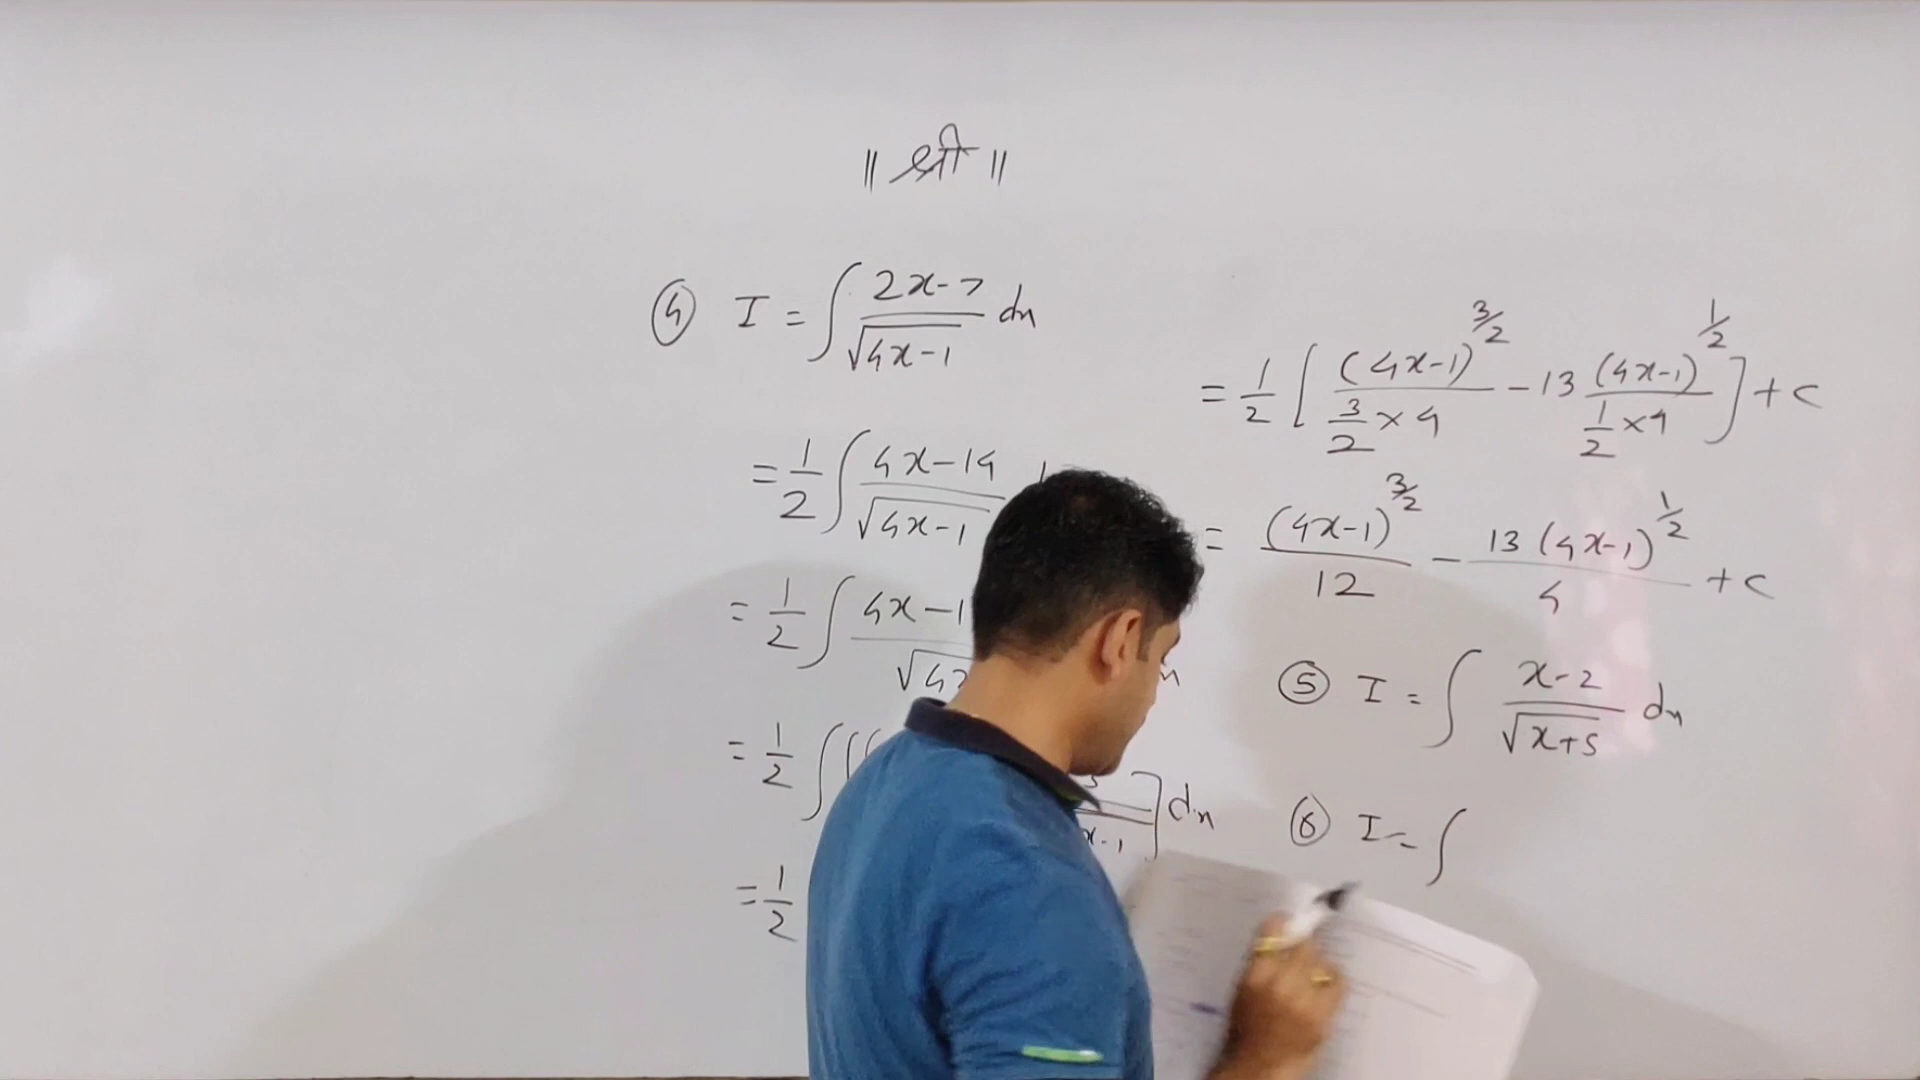 ॥ श्री ॥
④ I = ∫ 2x-7 / √4x-1 dx
= 1/2 ∫ 4x-14 / √4x-1
= 1/2 ∫ 4x-1
= 1/2 ∫ dx
= 1/2
= 1/2 [ (4x-1)^3/2 / 3/2 × 4 - 13 (4x-1)^1/2 / 1/2 × 4 ] + c
= (4x-1)^3/2 / 12 - 13 (4x-1)^1/2 / 4 + c
⑤ I = ∫ x-2 / √x+5 dx
⑥ I = ∫